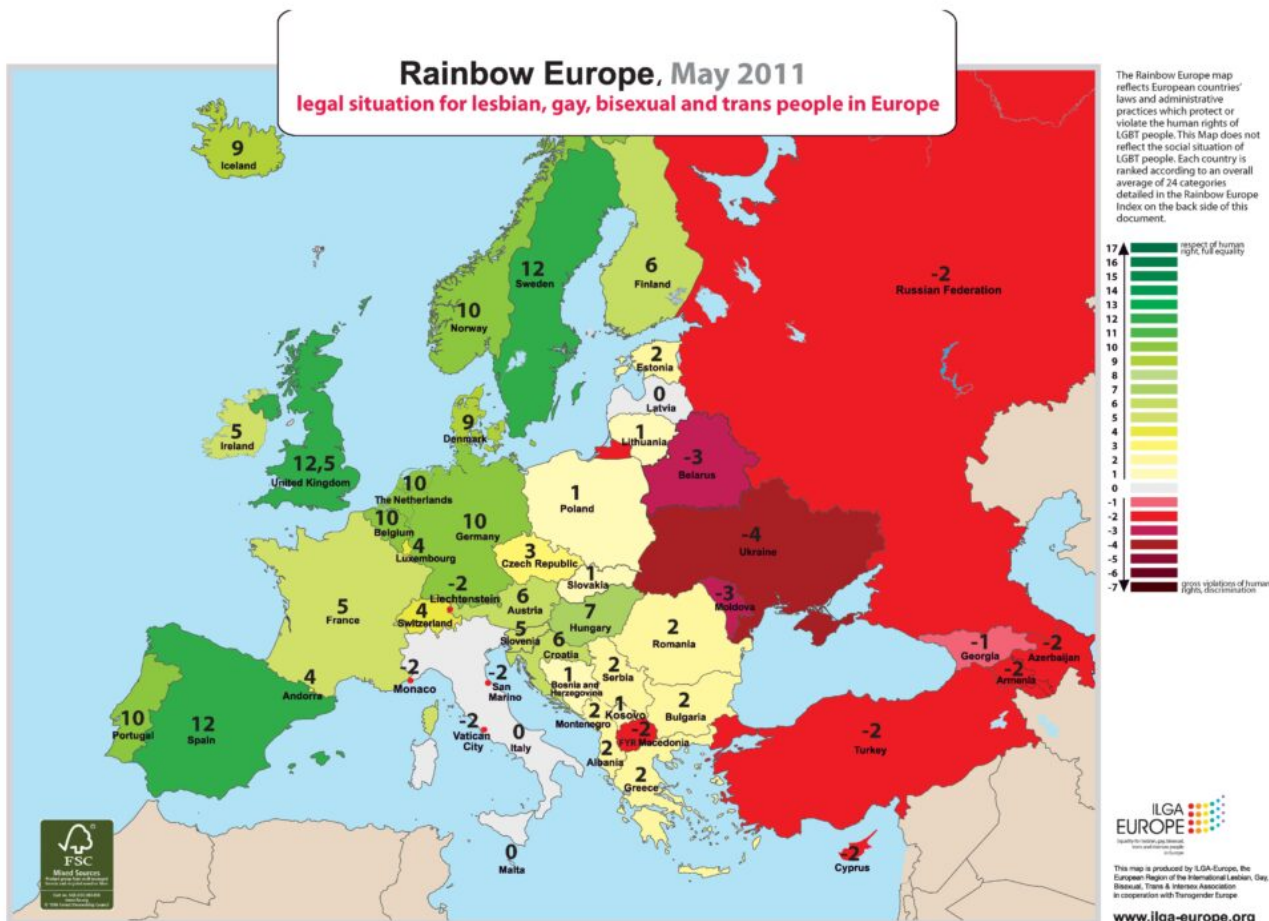 Rainbow Europe, May 2011
legal situation for lesbian, gay, bisexual and trans people in Europe
The Rainbow Europe map
reflects European countries'
laws and administrative
practices which protect or
violate the human rights of
LGBT people. This Map does not
reflect the social situation of
LGBT people. Each country is
ranked according to an overall
average of 24 categories
detailed in the Rainbow Europe
Index on the back side of this
document.
17
respect of human
right, full equality
16
15
14
13
12
11
10
9
8
7
6
5
4
3
2
1
0
-1
-2
-3
-4
-5
-6
-7
gross violations of human
rights, discrimination
9
Iceland
12
Sweden
6
Finland
-2
Russian Federation
10
Norway
2
Estonia
0
Latvia
1
Lithuania
9
Denmark
5
Ireland
12,5
United Kingdom
-3
Belarus
10
The Netherlands
10
Belgium
10
Germany
1
Poland
-4
Ukraine
4
Luxembourg
3
Czech Republic
1
Slovakia
-2
Liechtenstein
6
Austria
7
Hungary
-3
Moldova
5
France
4
Switzerland
5
Slovenia
6
Croatia
2
Romania
-1
Georgia
-2
Azerbaijan
-2
Armenia
4
Andorra
-2
Monaco
-2
San
Marino
1
Bosnia and
Herzegovina
2
Serbia
1
Kosovo
2
Bulgaria
2
Montenegro
-2
FYR Macedonia
10
Portugal
12
Spain
-2
Vatican
City
0
Italy
2
Albania
2
Greece
-2
Turkey
0
Malta
-2
Cyprus
FSC
Mixed Sources
ILGA
EUROPE
This map is produced by ILGA-Europe, the
European Region of the International Lesbian, Gay,
Bisexual, Trans & Intersex Association
in cooperation with Transgender Europe
www.ilga-europe.org